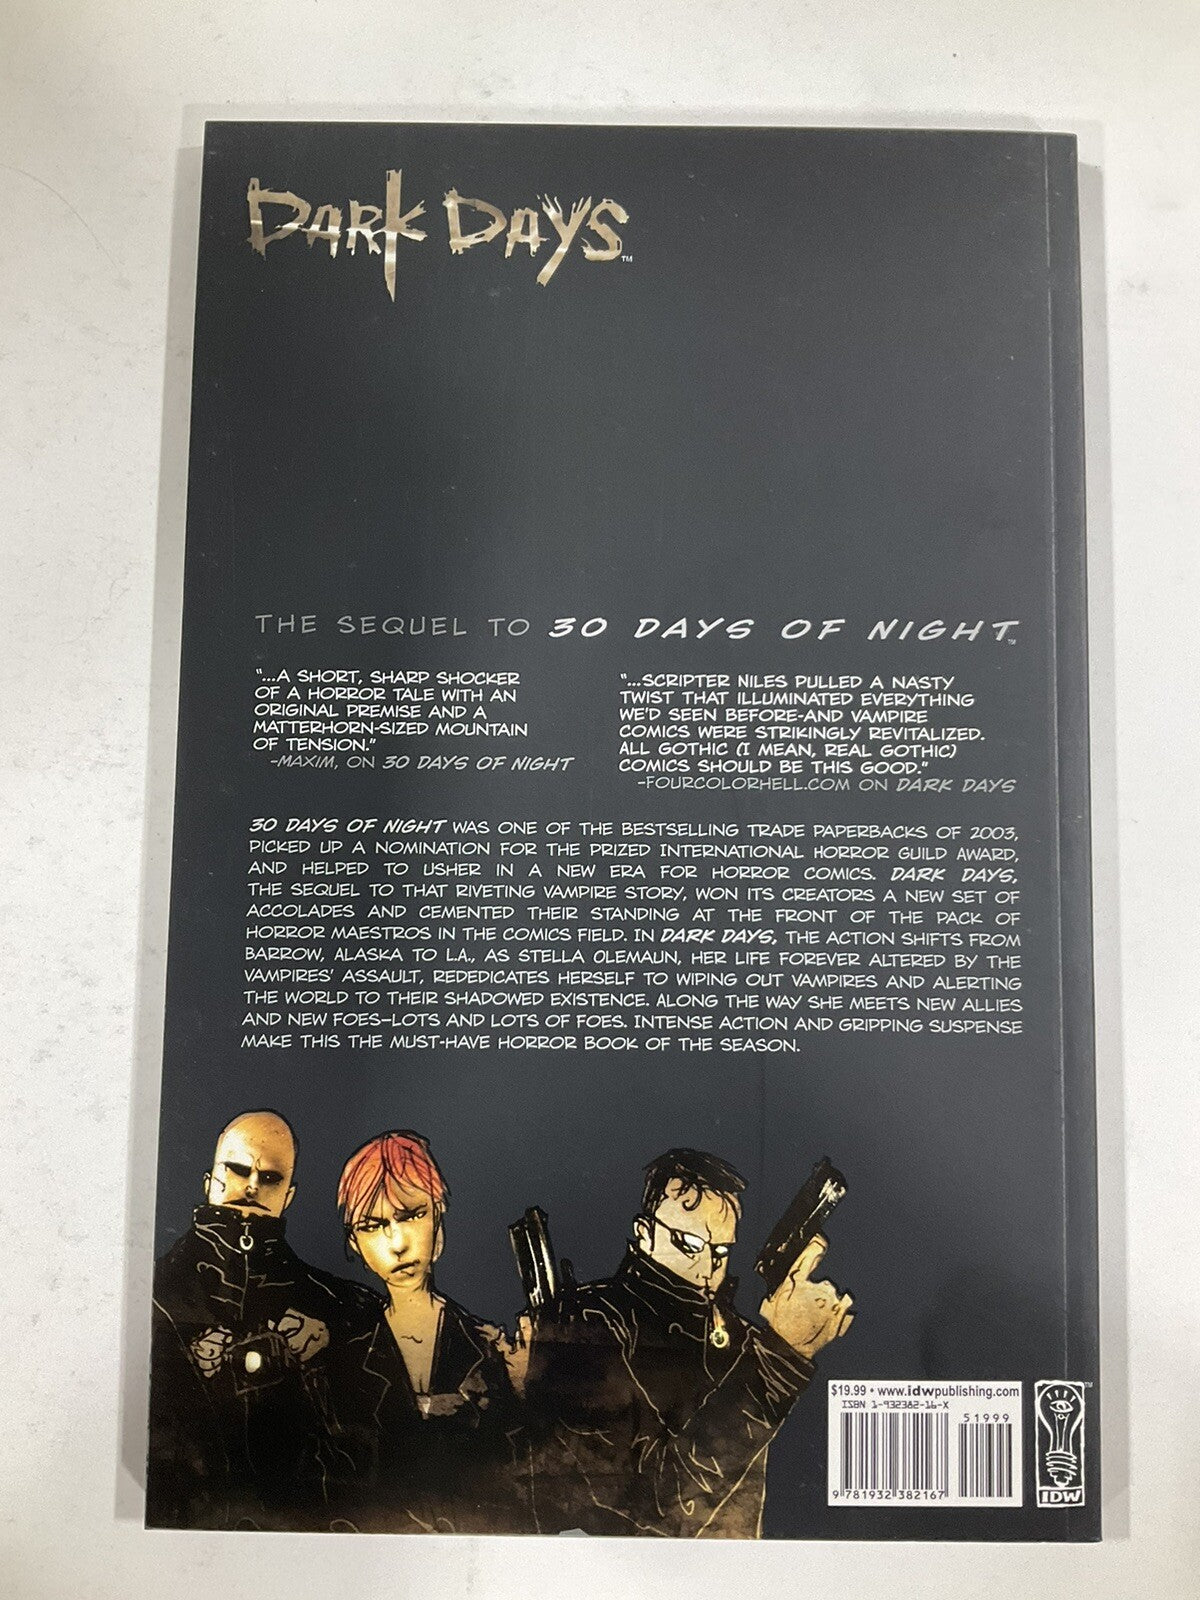 DARK DAYS™
THE SEQUEL TO 30 DAYS OF NIGHT™
"...A SHORT, SHARP SHOCKER
OF A HORROR TALE WITH AN
ORIGINAL PREMISE AND A
MATTERHORN-SIZED MOUNTAIN
OF TENSION."
-MAXIM, ON 30 DAYS OF NIGHT
"...SCRIPTER NILES PULLED A NASTY
TWIST THAT ILLUMINATED EVERYTHING
WE'D SEEN BEFORE-AND VAMPIRE
COMICS WERE STRIKINGLY REVITALIZED.
ALL GOTHIC (I MEAN, REAL GOTHIC)
COMICS SHOULD BE THIS GOOD."
-FOURCOLORHELL.COM ON DARK DAYS
30 DAYS OF NIGHT WAS ONE OF THE BESTSELLING TRADE PAPERBACKS OF 2003,
PICKED UP A NOMINATION FOR THE PRIZED INTERNATIONAL HORROR GUILD AWARD,
AND HELPED TO USHER IN A NEW ERA FOR HORROR COMICS. DARK DAYS,
THE SEQUEL TO THAT RIVETING VAMPIRE STORY, WON ITS CREATORS A NEW SET OF
ACCOLADES AND CEMENTED THEIR STANDING AT THE FRONT OF THE PACK OF
HORROR MAESTROS IN THE COMICS FIELD. IN DARK DAYS, THE ACTION SHIFTS FROM
BARROW, ALASKA TO L.A., AS STELLA OLEMAUN, HER LIFE FOREVER ALTERED BY THE
VAMPIRES' ASSAULT, REDEDICATES HERSELF TO WIPING OUT VAMPIRES AND ALERTING
THE WORLD TO THEIR SHADOWED EXISTENCE. ALONG THE WAY SHE MEETS NEW ALLIES
AND NEW FOES—LOTS AND LOTS OF FOES. INTENSE ACTION AND GRIPPING SUSPENSE
MAKE THIS THE MUST-HAVE HORROR BOOK OF THE SEASON.
$19.99 • www.idwpublishing.com
ISBN 1-932382-16-X
51999
9 781932 382167
IDW™